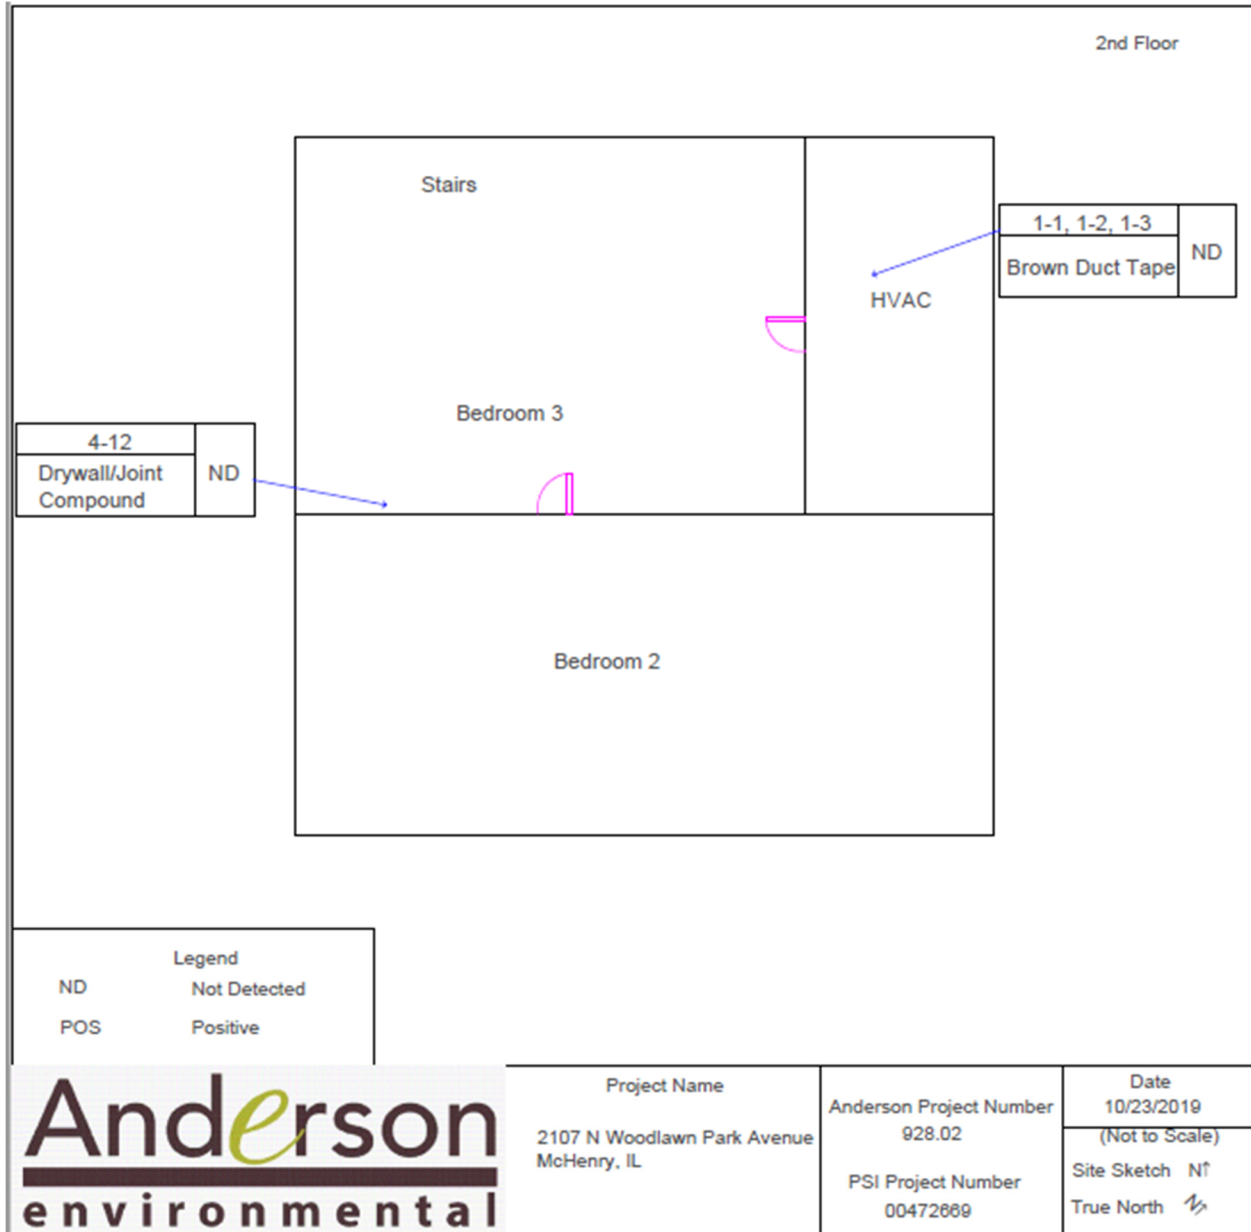 2nd Floor
Stairs
1-1, 1-2, 1-3
Brown Duct Tape
ND
HVAC
Bedroom 3
4-12
Drywall/Joint
Compound
ND
Bedroom 2
Legend
ND Not Detected
POS Positive
Anderson
environmental
Project Name
2107 N Woodlawn Park Avenue
McHenry, IL
Anderson Project Number
928.02
PSI Project Number
00472669
Date
10/23/2019
(Not to Scale)
Site Sketch N↑
True North N